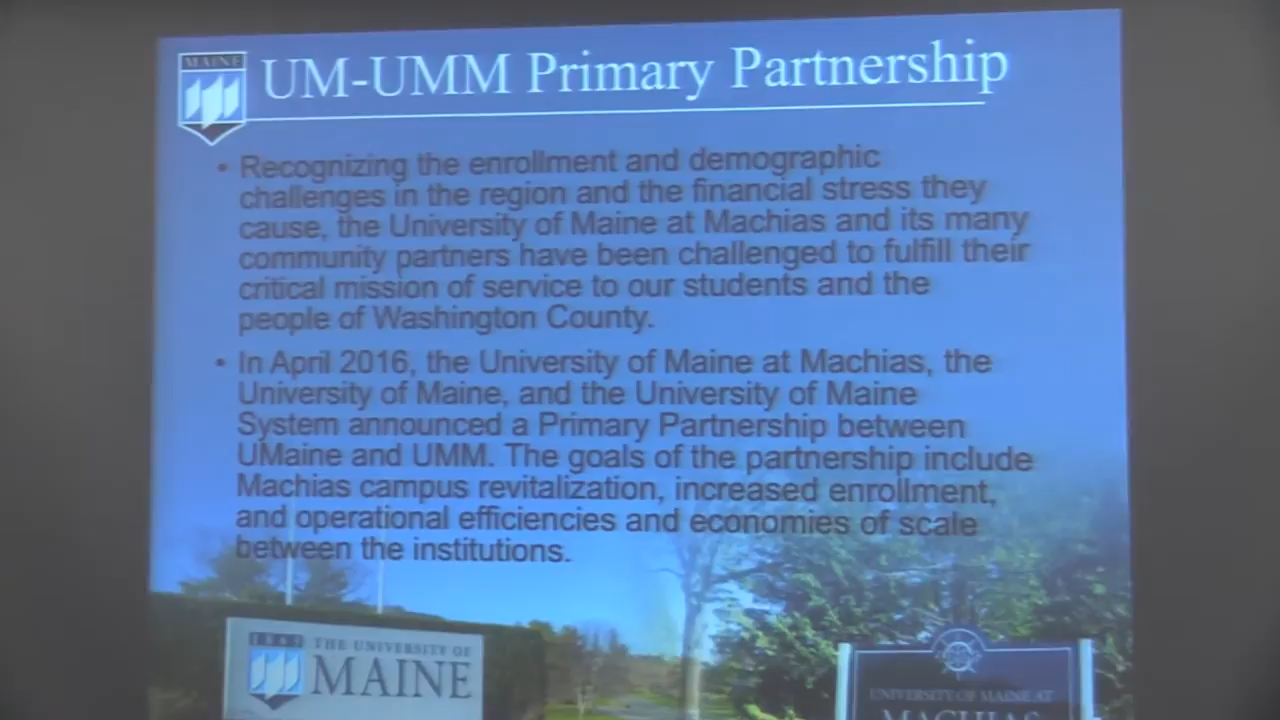 MAINE
UM-UMM Primary Partnership
• Recognizing the enrollment and demographic
challenges in the region and the financial stress they
cause, the University of Maine at Machias and its many
community partners have been challenged to fulfill their
critical mission of service to our students and the
people of Washington County.
• In April 2016, the University of Maine at Machias, the
University of Maine, and the University of Maine
System announced a Primary Partnership between
UMaine and UMM. The goals of the partnership include
Machias campus revitalization, increased enrollment,
and operational efficiencies and economies of scale
between the institutions.
1865
THE UNIVERSITY OF
MAINE
UNIVERSITY OF MAINE AT
MACHIAS